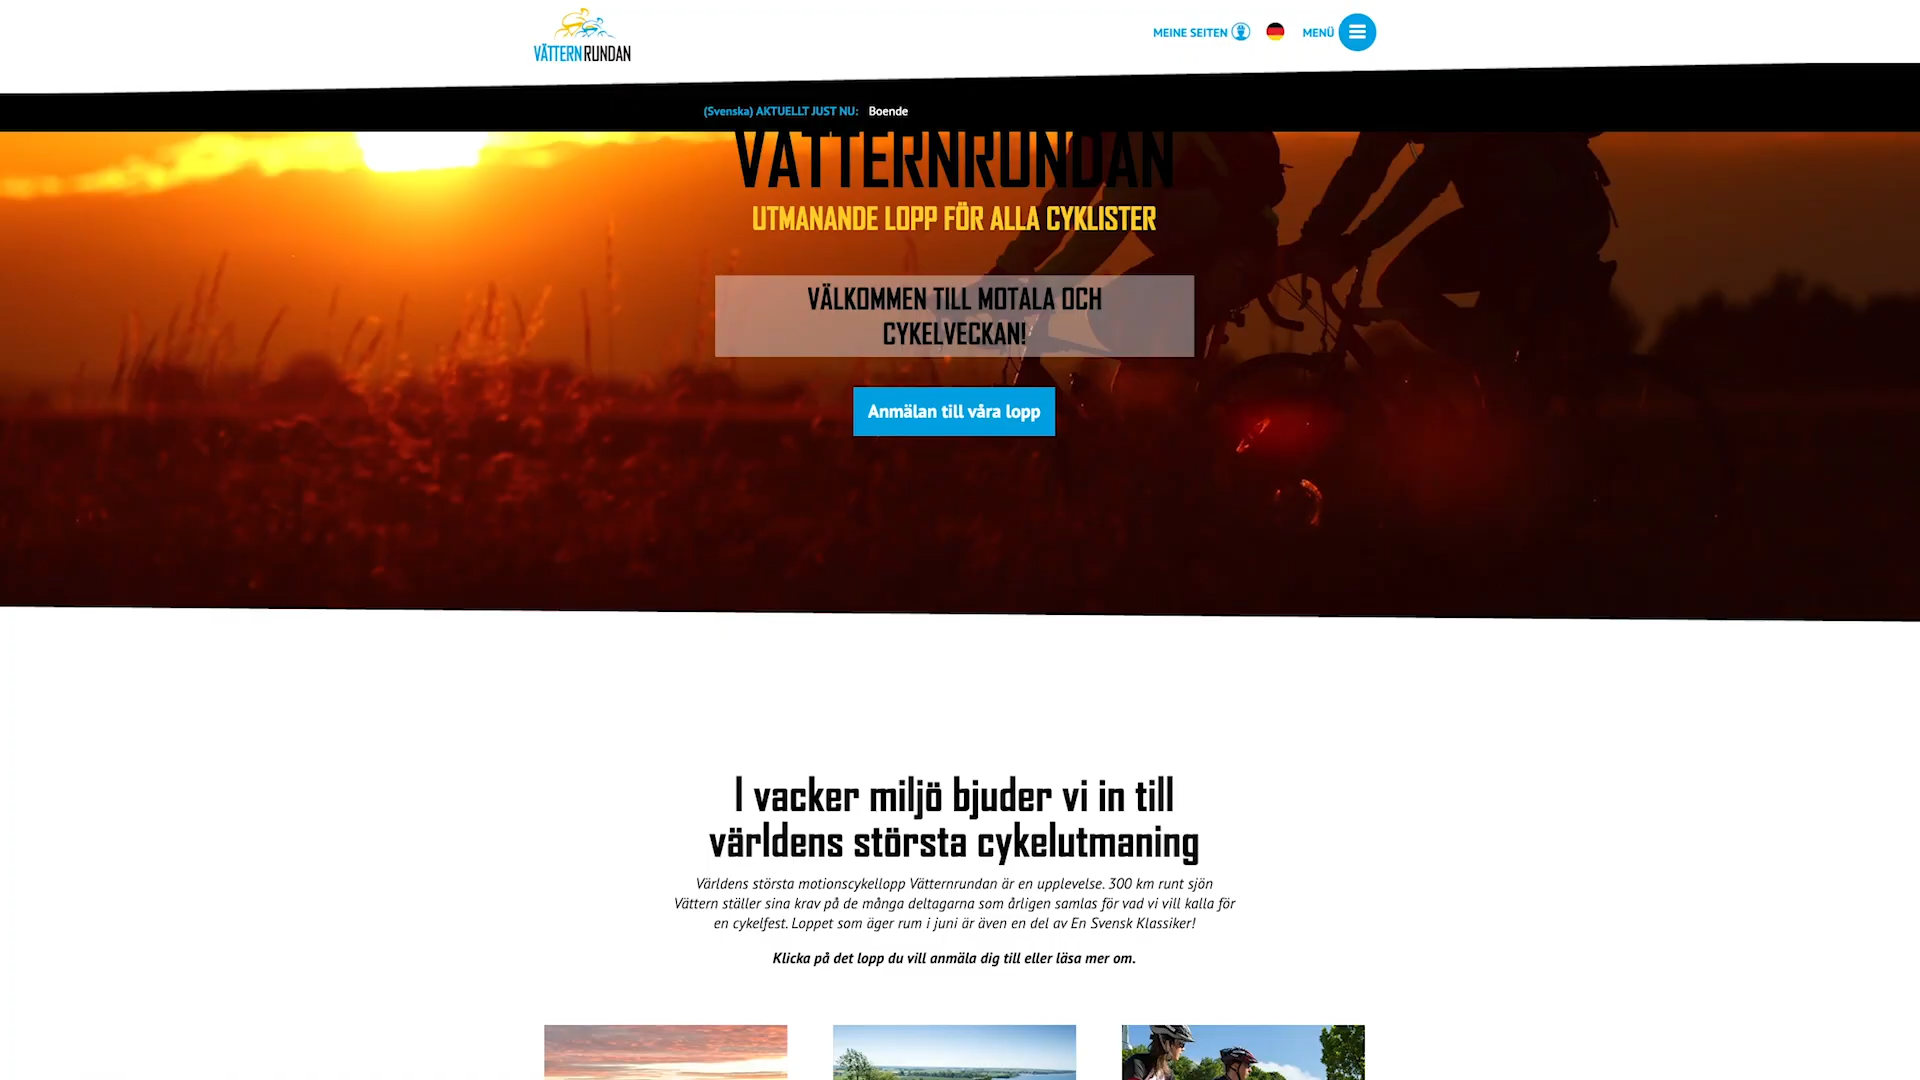 VÄTTERNRUNDAN
MEINE SEITEN
MENÜ
(Svenska) AKTUELLT JUST NU: Boende
VÄTTERNRUNDAN
UTMANANDE LOPP FÖR ALLA CYKLISTER
VÄLKOMMEN TILL MOTALA OCH
CYKELVECKAN!
Anmälan till våra lopp
I vacker miljö bjuder vi in till
världens största cykelutmaning
Världens största motionscykellopp Vätternrundan är en upplevelse. 300 km runt sjön
Vättern ställer sina krav på de många deltagarna som årligen samlas för vad vi vill kalla för
en cykelfest. Loppet som äger rum i juni är även en del av En Svensk Klassiker!
Klicka på det lopp du vill anmäla dig till eller läsa mer om.